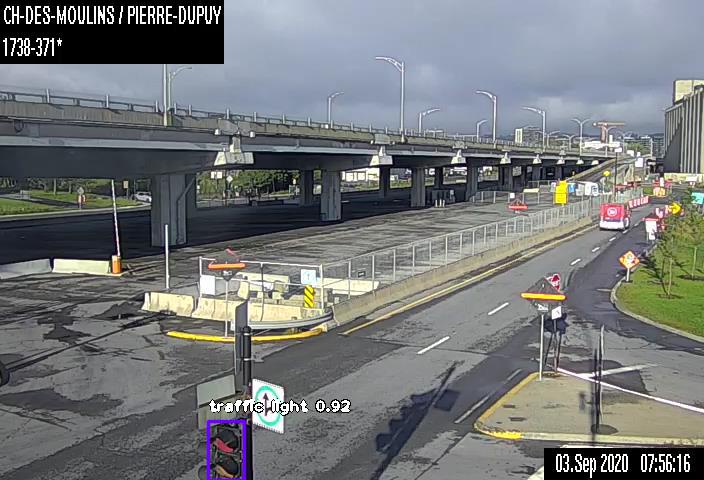 CH-DES-MOULINS / PIERRE-DUPUY
1738-371*
traffic light 0.92
03.Sep 2020 07:56:16